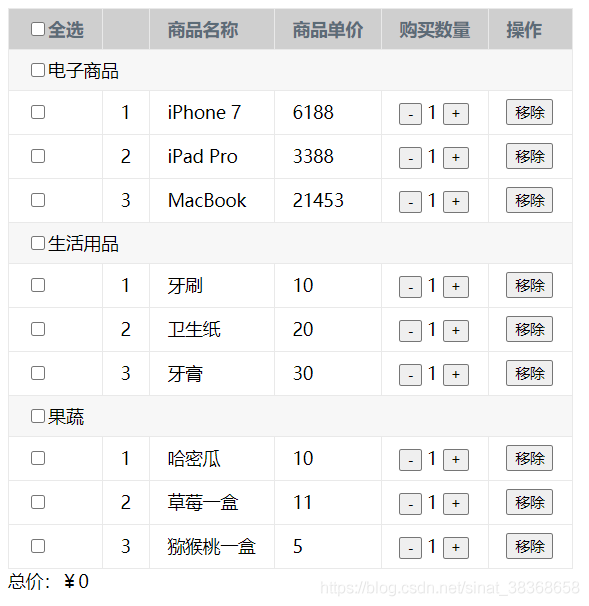 全选 商品名称 商品单价 购买数量 操作
电子商品
1 iPhone 7 6188 - 1 + 移除
2 iPad Pro 3388 - 1 + 移除
3 MacBook 21453 - 1 + 移除
生活用品
1 牙刷 10 - 1 + 移除
2 卫生纸 20 - 1 + 移除
3 牙膏 30 - 1 + 移除
果蔬
1 哈密瓜 10 - 1 + 移除
2 草莓一盒 11 - 1 + 移除
3 猕猴桃一盒 5 - 1 + 移除
总价：￥0
https://blog.csdn.net/sinat_38368658